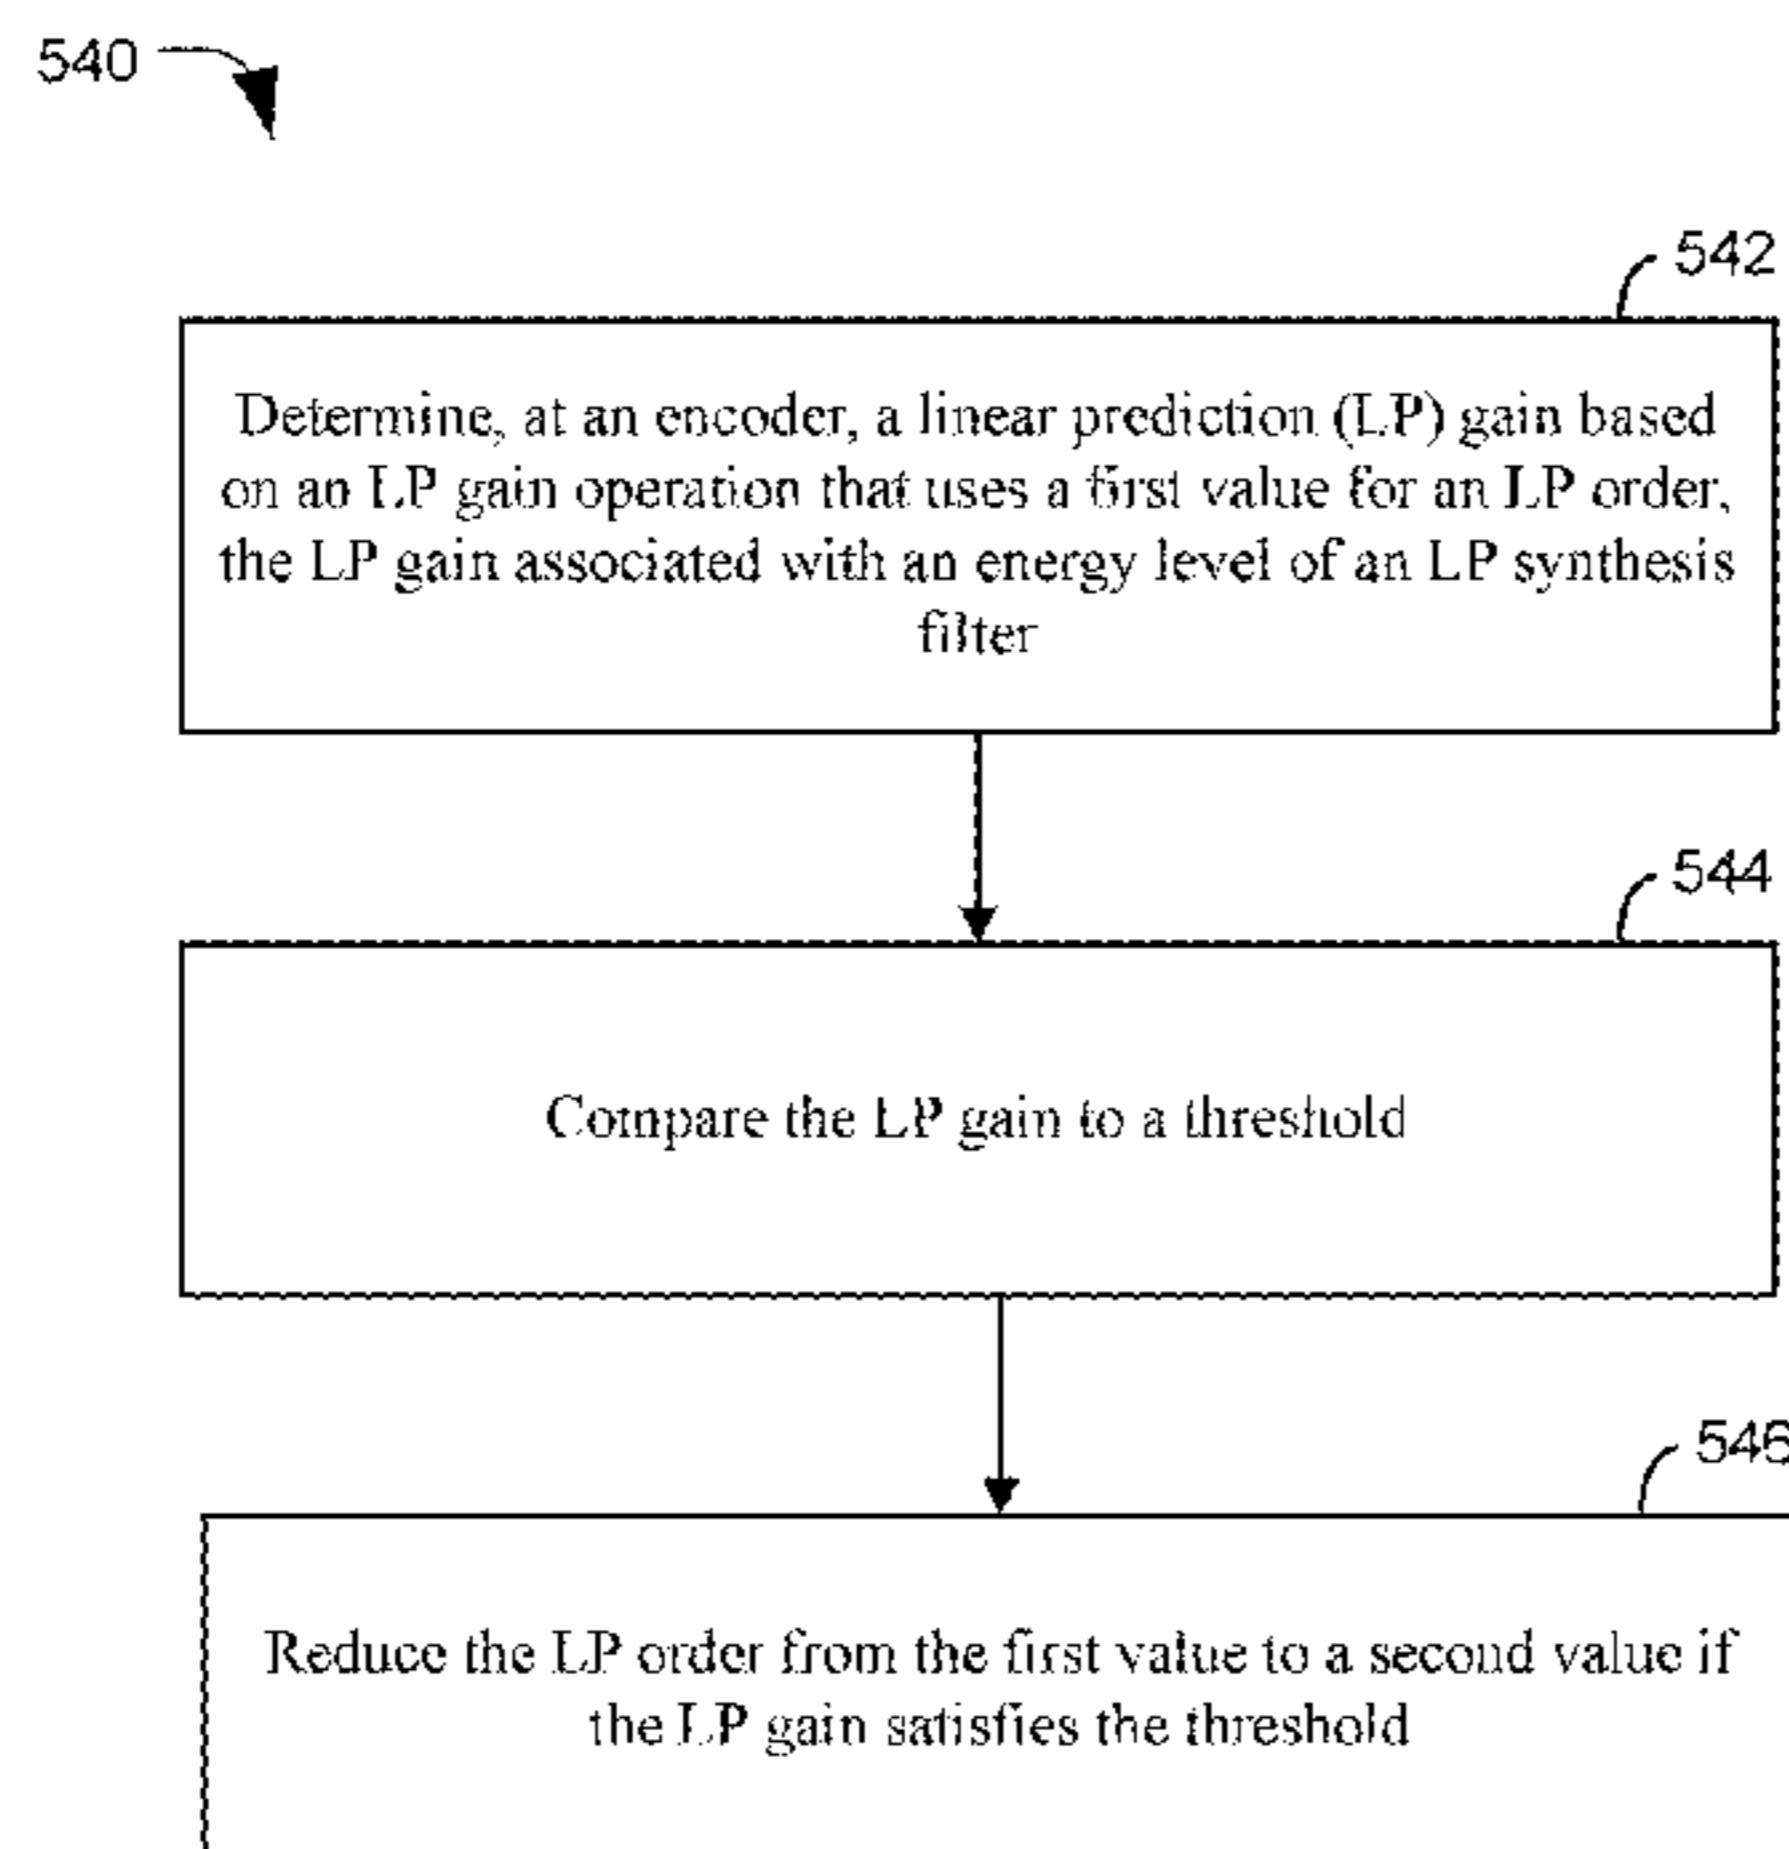 540
542
Determine, at an encoder, a linear prediction (LP) gain based
on an LP gain operation that uses a first value for an LP order,
the LP gain associated with an energy level of an LP synthesis
filter
544
Compare the LP gain to a threshold
546
Reduce the LP order from the first value to a second value if
the LP gain satisfies the threshold